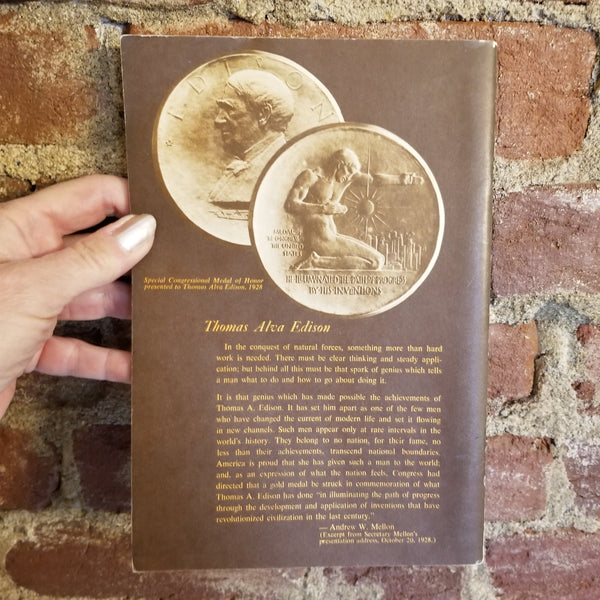 EDISON
MEDAL OF
THE CONGRESS
THE UNITED
STATES
HE ILLUMINATED THE PATH OF PROGRESS
BY HIS INVENTIONS
Special Congressional Medal of Honor
presented to Thomas Alva Edison, 1928
Thomas Alva Edison
In the conquest of natural forces, something more than hard
work is needed. There must be clear thinking and steady appli-
cation; but behind all this must be that spark of genius which tells
a man what to do and how to go about doing it.
It is that genius which has made possible the achievements of
Thomas A. Edison. It has set him apart as one of the few men
who have changed the current of modern life and set it flowing
in new channels. Such men appear only at rare intervals in the
world's history. They belong to no nation, for their fame, no
less than their achievements, transcend national boundaries.
America is proud that she has given such a man to the world;
and, as an expression of what the nation feels, Congress had
directed that a gold medal be struck in commemoration of what
Thomas A. Edison has done "in illuminating the path of progress
through the development and application of inventions that have
revolutionized civilization in the last century."
— Andrew W. Mellon
(Excerpt from Secretary Mellon's
presentation address, October 20, 1928.)